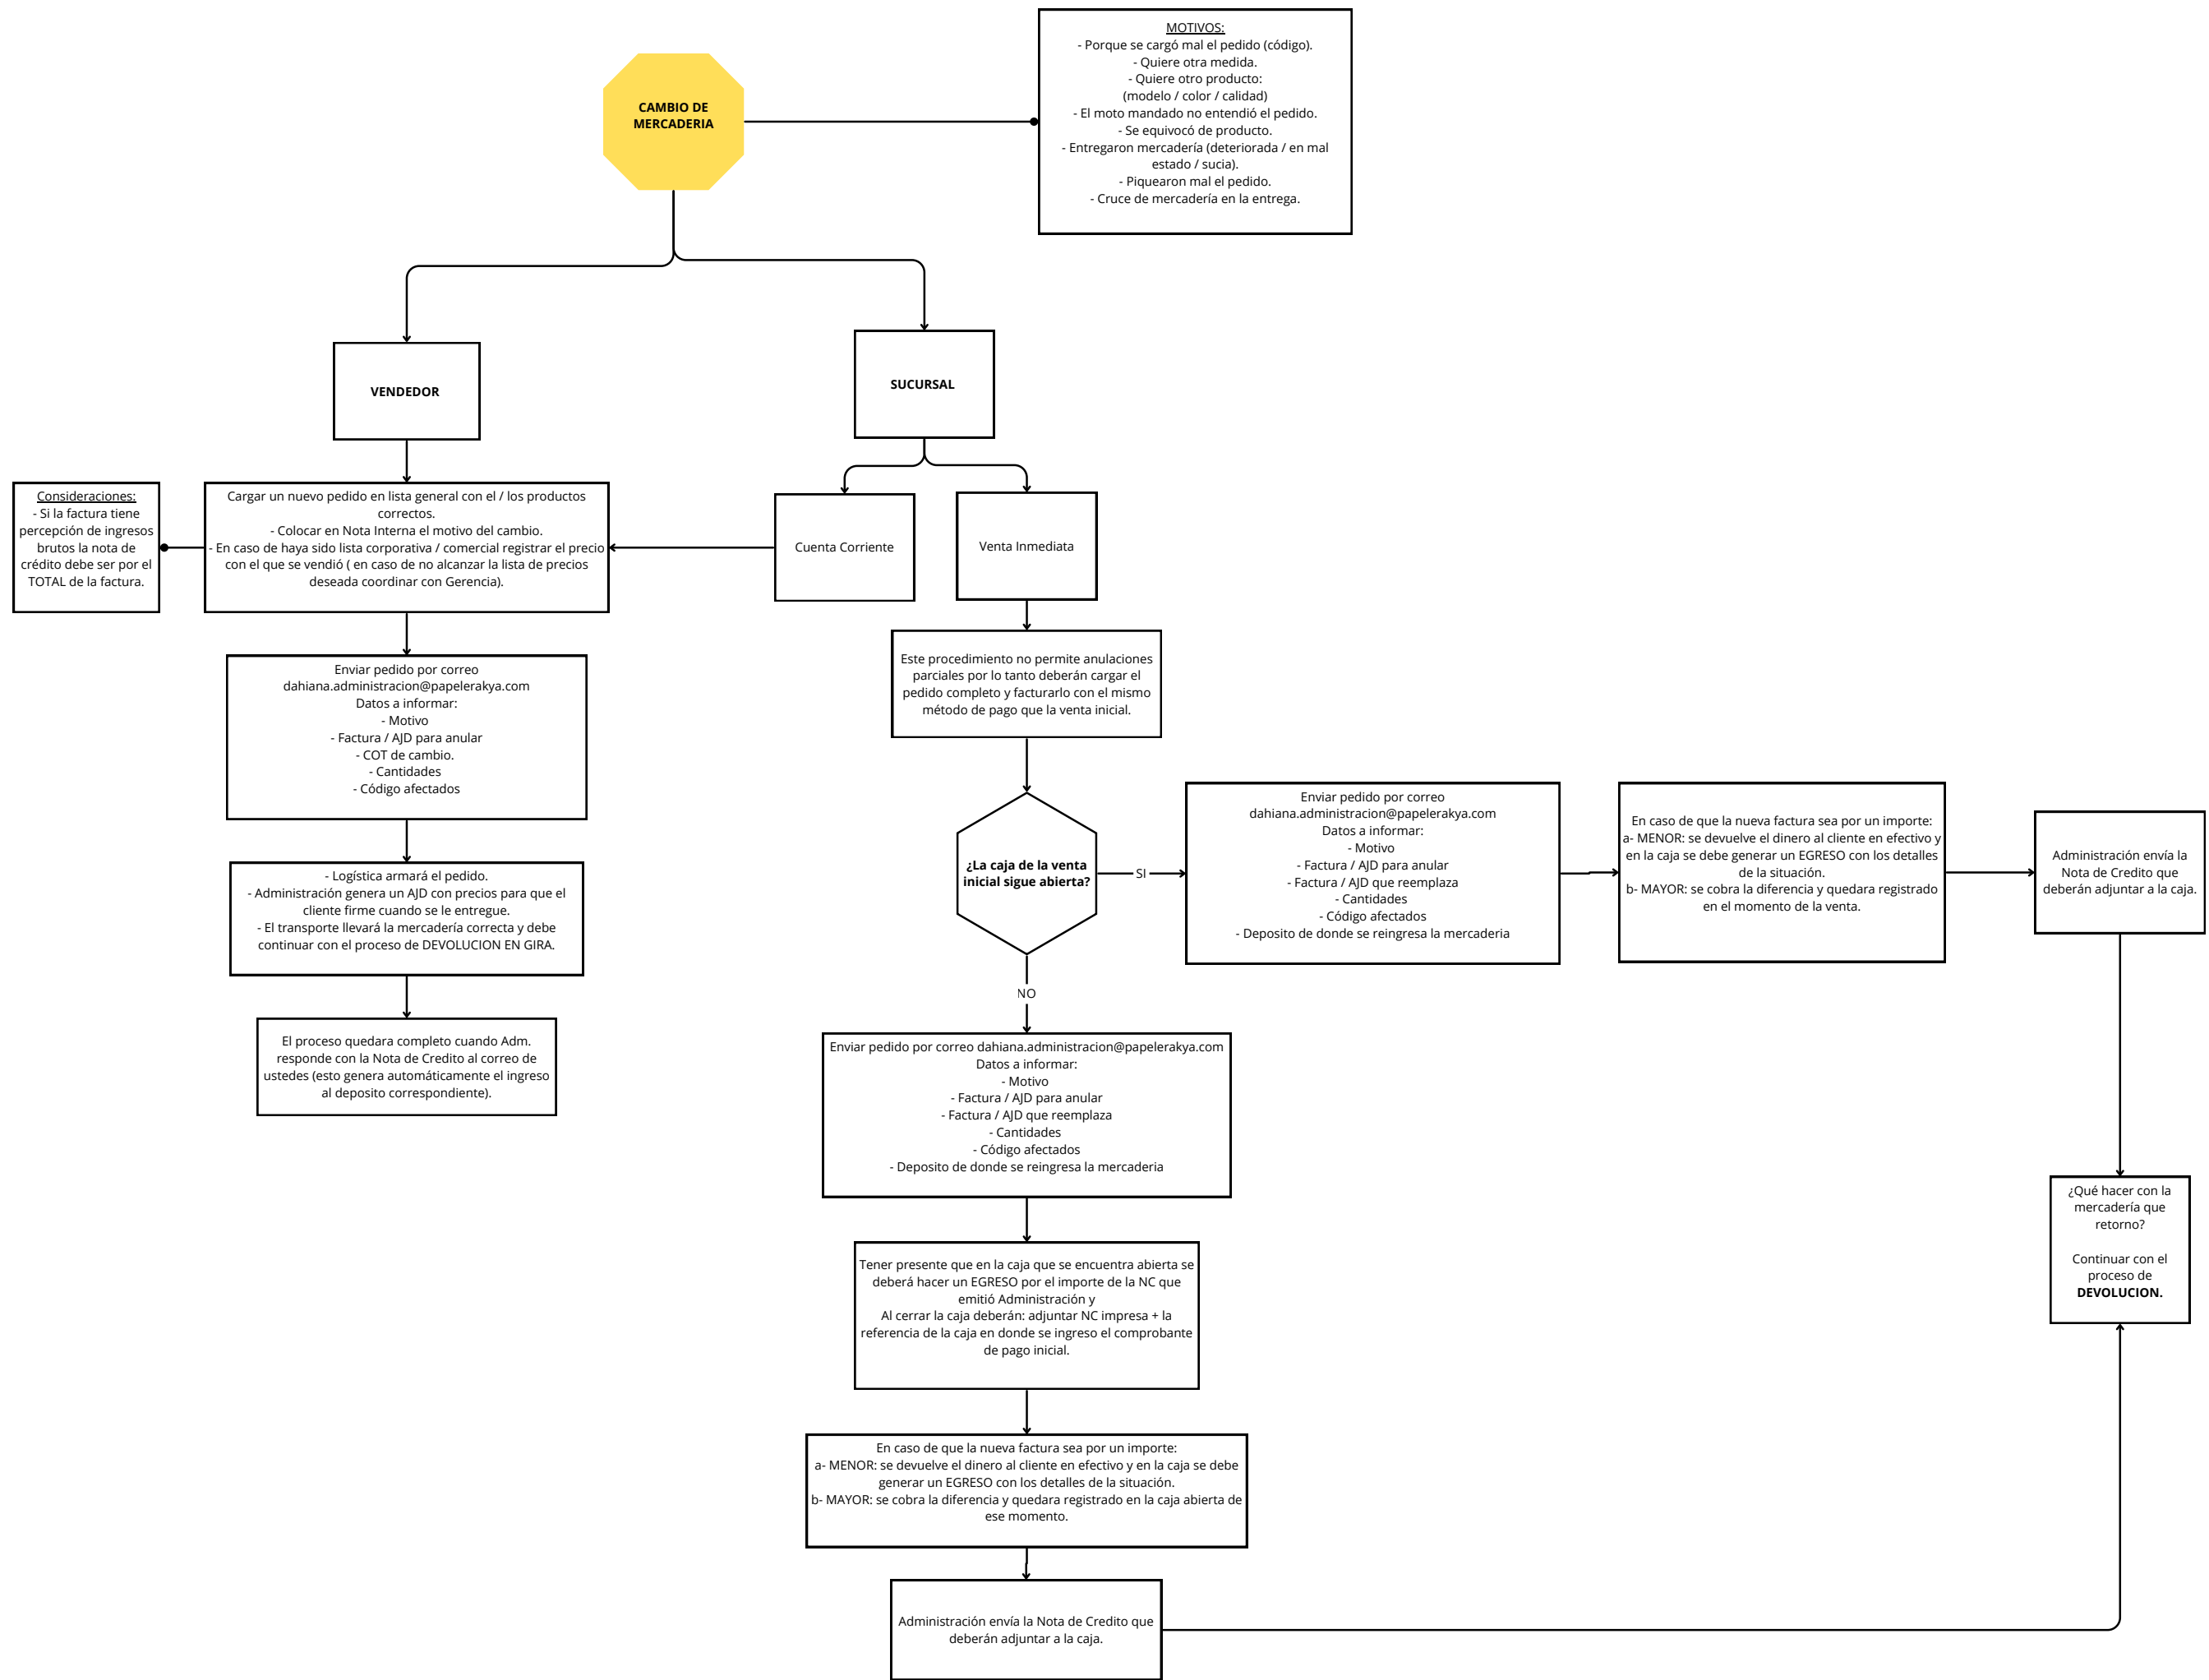 MOTIVOS:
- Porque se cargó mal el pedido (código).
- Quiere otra medida.
- Quiere otro producto:
(modelo / color / calidad)
- El moto mandado no entendió el pedido.
- Se equivocó de producto.
- Entregaron mercadería (deteriorada / en mal
estado / sucia).
- Piquearon mal el pedido.
- Cruce de mercadería en la entrega.
CAMBIO DE
MERCADERIA
VENDEDOR
SUCURSAL
Consideraciones:
- Si la factura tiene
percepción de ingresos
brutos la nota de
crédito debe ser por el
TOTAL de la factura.
Cargar un nuevo pedido en lista general con el / los productos
correctos.
- Colocar en Nota Interna el motivo del cambio.
- En caso de haya sido lista corporativa / comercial registrar el precio
con el que se vendió ( en caso de no alcanzar la lista de precios
deseada coordinar con Gerencia).
Cuenta Corriente
Venta Inmediata
Enviar pedido por correo
dahiana.administracion@papelerakya.com
Datos a informar:
- Motivo
- Factura / AJD para anular
- COT de cambio.
- Cantidades
- Código afectados
Este procedimiento no permite anulaciones
parciales por lo tanto deberán cargar el
pedido completo y facturarlo con el mismo
método de pago que la venta inicial.
- Logística armará el pedido.
- Administración genera un AJD con precios para que el
cliente firme cuando se le entregue.
- El transporte llevará la mercadería correcta y debe
continuar con el proceso de DEVOLUCION EN GIRA.
El proceso quedara completo cuando Adm.
responde con la Nota de Credito al correo de
ustedes (esto genera automáticamente el ingreso
al deposito correspondiente).
¿La caja de la venta
inicial sigue abierta?
SI
Enviar pedido por correo
dahiana.administracion@papelerakya.com
Datos a informar:
- Motivo
- Factura / AJD para anular
- Factura / AJD que reemplaza
- Cantidades
- Código afectados
- Deposito de donde se reingresa la mercaderia
En caso de que la nueva factura sea por un importe:
a- MENOR: se devuelve el dinero al cliente en efectivo y
en la caja se debe generar un EGRESO con los detalles
de la situación.
b- MAYOR: se cobra la diferencia y quedara registrado
en el momento de la venta.
Administración envía la
Nota de Credito que
deberán adjuntar a la caja.
NO
Enviar pedido por correo dahiana.administracion@papelerakya.com
Datos a informar:
- Motivo
- Factura / AJD para anular
- Factura / AJD que reemplaza
- Cantidades
- Código afectados
- Deposito de donde se reingresa la mercaderia
¿Qué hacer con la
mercadería que
retorno?
Continuar con el
proceso de
DEVOLUCION.
Tener presente que en la caja que se encuentra abierta se
deberá hacer un EGRESO por el importe de la NC que
emitió Administración y
Al cerrar la caja deberán: adjuntar NC impresa + la
referencia de la caja en donde se ingreso el comprobante
de pago inicial.
En caso de que la nueva factura sea por un importe:
a- MENOR: se devuelve el dinero al cliente en efectivo y en la caja se debe
generar un EGRESO con los detalles de la situación.
b- MAYOR: se cobra la diferencia y quedara registrado en la caja abierta de
ese momento.
Administración envía la Nota de Credito que
deberán adjuntar a la caja.